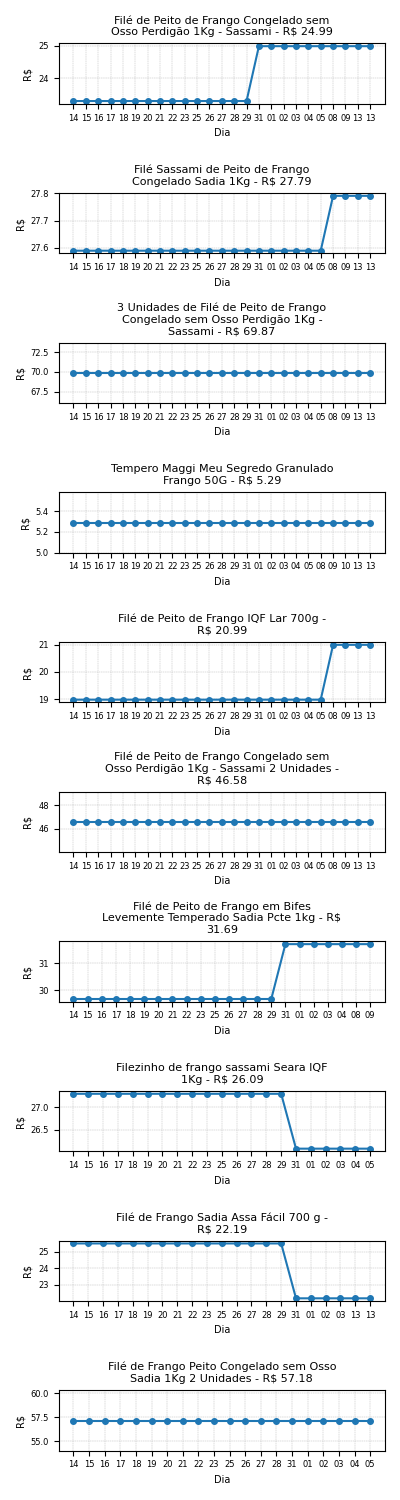 Filé de Peito de Frango Congelado sem
Osso Perdigão 1Kg - Sassami - R$ 24.99
25
24
R$
14 15 16 17 18 19 20 21 22 23 25 26 27 28 29 31 01 02 03 04 05 08 09 13 13
Dia
Filé Sassami de Peito de Frango
Congelado Sadia 1Kg - R$ 27.79
27.8
27.7
27.6
R$
14 15 16 17 18 19 20 21 22 23 25 26 27 28 29 31 01 02 03 04 05 08 09 13 13
Dia
3 Unidades de Filé de Peito de Frango
Congelado sem Osso Perdigão 1Kg -
Sassami - R$ 69.87
72.5
70.0
67.5
R$
14 15 16 17 18 19 20 21 22 23 25 26 27 28 29 31 01 02 03 04 05 08 09 13 13
Dia
Tempero Maggi Meu Segredo Granulado
Frango 50G - R$ 5.29
5.4
5.2
5.0
R$
14 15 16 17 18 19 20 21 22 23 25 26 27 28 29 31 01 02 03 04 05 08 09 10 13 13
Dia
Filé de Peito de Frango IQF Lar 700g -
R$ 20.99
21
20
19
R$
14 15 16 17 18 19 20 21 22 23 25 26 27 28 29 31 01 02 03 04 05 08 09 13 13
Dia
Filé de Peito de Frango Congelado sem
Osso Perdigão 1Kg - Sassami 2 Unidades -
R$ 46.58
48
46
R$
14 15 16 17 18 19 20 21 22 23 25 26 27 28 29 31 01 02 03 04 05 08 09 13 13
Dia
Filé de Peito de Frango em Bifes
Levemente Temperado Sadia Pcte 1kg - R$
31.69
31
30
R$
14 15 16 17 18 19 20 21 22 23 25 26 27 28 29 31 01 02 03 04 08 09
Dia
Filezinho de frango sassami Seara IQF
1Kg - R$ 26.09
27.0
26.5
R$
14 15 16 17 18 19 20 21 22 23 25 26 27 28 29 31 01 02 03 04 05
Dia
Filé de Frango Sadia Assa Fácil 700 g -
R$ 22.19
25
24
23
R$
14 15 16 17 18 19 20 21 22 23 25 26 27 28 29 31 01 02 03 05 13
Dia
Filé de Frango Peito Congelado sem Osso
Sadia 1Kg 2 Unidades - R$ 57.18
60.0
57.5
55.0
R$
14 15 16 17 18 19 20 21 22 23 25 26 27 28 31 01 02 03 04 05
Dia